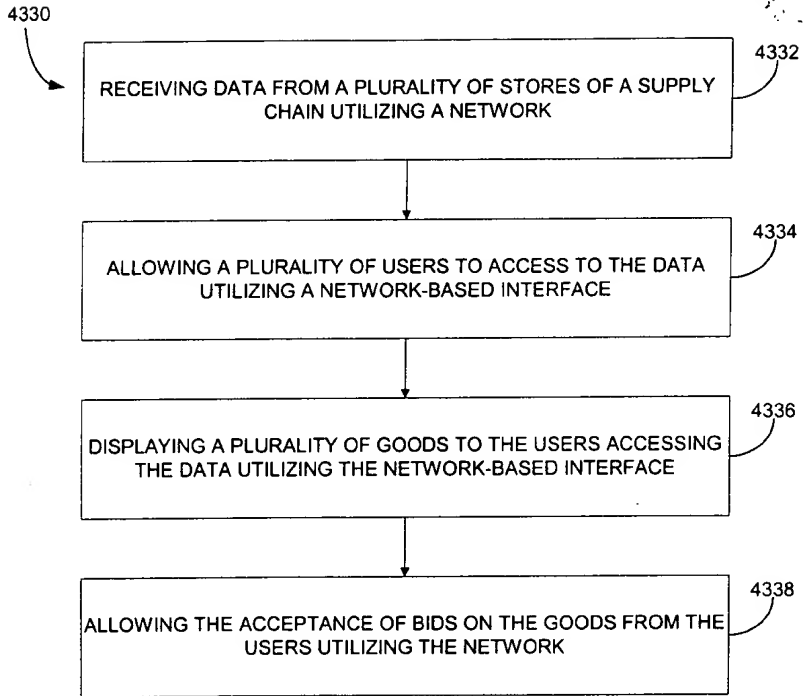 4330
4332
RECEIVING DATA FROM A PLURALITY OF STORES OF A SUPPLY
CHAIN UTILIZING A NETWORK
4334
ALLOWING A PLURALITY OF USERS TO ACCESS TO THE DATA
UTILIZING A NETWORK-BASED INTERFACE
4336
DISPLAYING A PLURALITY OF GOODS TO THE USERS ACCESSING
THE DATA UTILIZING THE NETWORK-BASED INTERFACE
4338
ALLOWING THE ACCEPTANCE OF BIDS ON THE GOODS FROM THE
USERS UTILIZING THE NETWORK